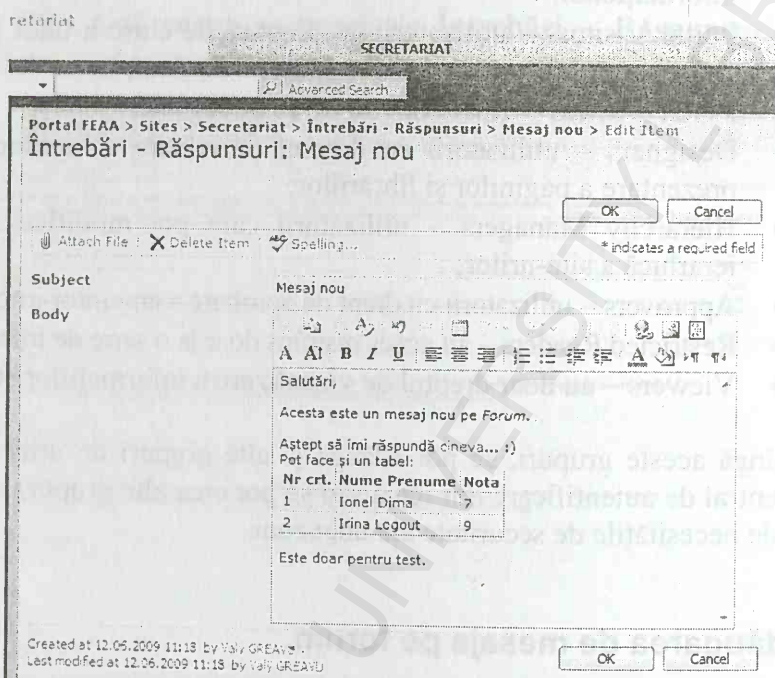 retariat
SECRETARIAT
Advanced Search
Portal FEAA > Sites > Secretariat > Întrebări - Răspunsuri > Mesaj nou > Edit Item
Întrebări - Răspunsuri: Mesaj nou
OK Cancel
Attach File Delete Item Spelling... * indicates a required field
Subject Mesaj nou
Body
A A B I U
Salutări,
Acesta este un mesaj nou pe Forum.
Aştept să îmi răspundă cineva... :)
Pot face şi un tabel:
Nr crt. Nume Prenume Nota
1 Ionel Dima 7
2 Irina Logout 9
Este doar pentru test.
Created at 12.06.2009 11:18 by Valy GREAVU
Last modified at 12.06.2009 11:18 by Valy GREAVU
OK Cancel
UNIVERSITY